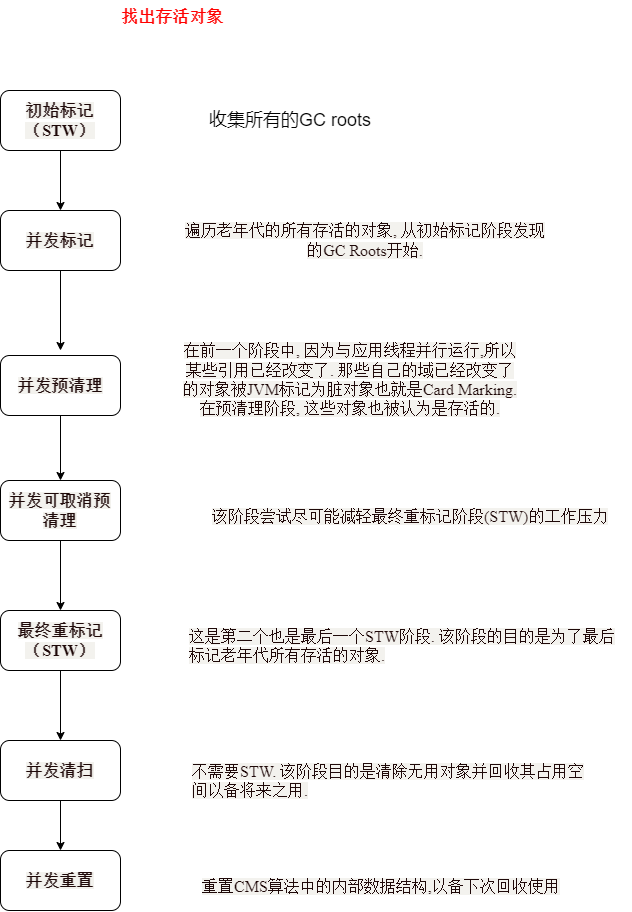 找出存活对象
初始标记
（STW）
收集所有的GC roots
并发标记
遍历老年代的所有存活的对象, 从初始标记阶段发现
的GC Roots开始.
并发预清理
在前一个阶段中, 因为与应用线程并行运行,所以
某些引用已经改变了. 那些自己的域已经改变了
的对象被JVM标记为脏对象也就是Card Marking.
在预清理阶段, 这些对象也被认为是存活的.
并发可取消预
清理
该阶段尝试尽可能减轻最终重标记阶段(STW)的工作压力
最终重标记
（STW）
这是第二个也是最后一个STW阶段. 该阶段的目的是为了最后
标记老年代所有存活的对象.
并发清扫
不需要STW. 该阶段目的是清除无用对象并回收其占用空
间以备将来之用.
并发重置
重置CMS算法中的内部数据结构,以备下次回收使用